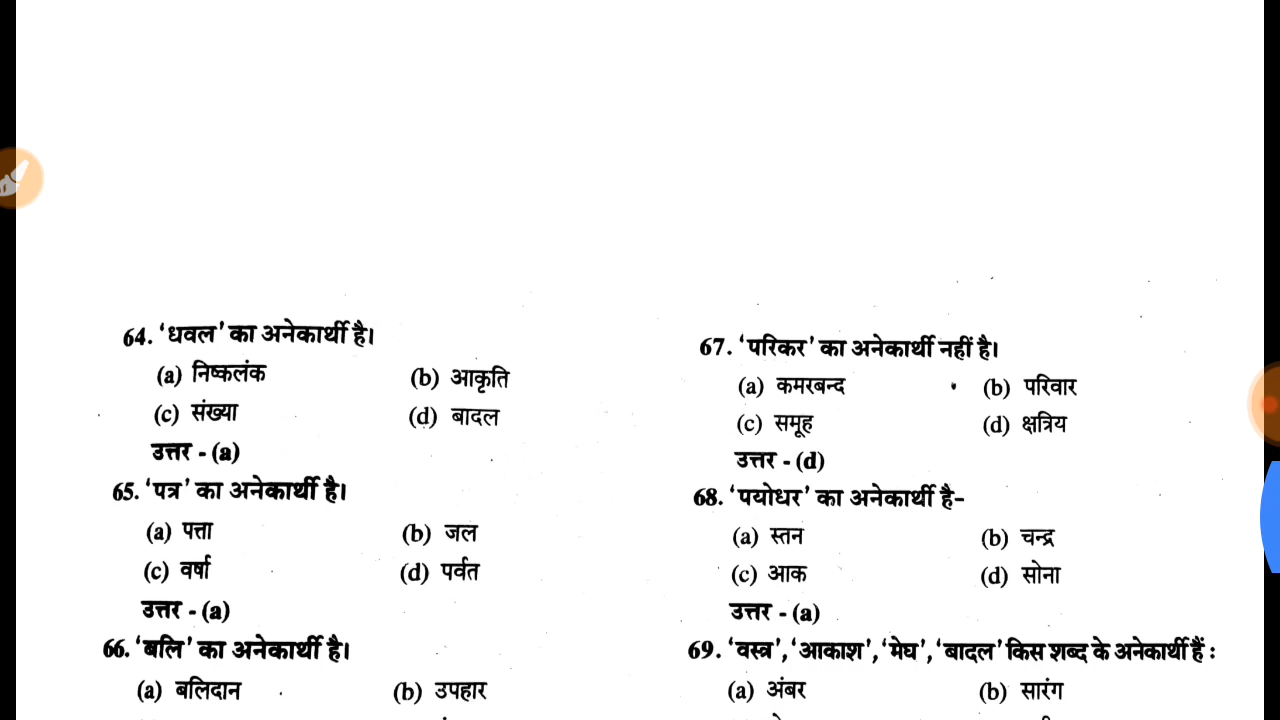 64. ‘धवल’ का अनेकार्थी है।
(a) निष्कलंक (b) आकृति
(c) संख्या (d) बादल
उत्तर - (a)
65. ‘पत्र’ का अनेकार्थी है।
(a) पत्ता (b) जल
(c) वर्षा (d) पर्वत
उत्तर - (a)
66. ‘बलि’ का अनेकार्थी है।
(a) बलिदान (b) उपहार
67. ‘परिकर’ का अनेकार्थी नहीं है।
(a) कमरबन्द (b) परिवार
(c) समूह (d) क्षत्रिय
उत्तर - (d)
68. ‘पयोधर’ का अनेकार्थी है-
(a) स्तन (b) चन्द्र
(c) आक (d) सोना
उत्तर - (a)
69. ‘वस्त्र’, ‘आकाश’, ‘मेघ’, ‘बादल’ किस शब्द के अनेकार्थी हैं :
(a) अंबर (b) सारंग